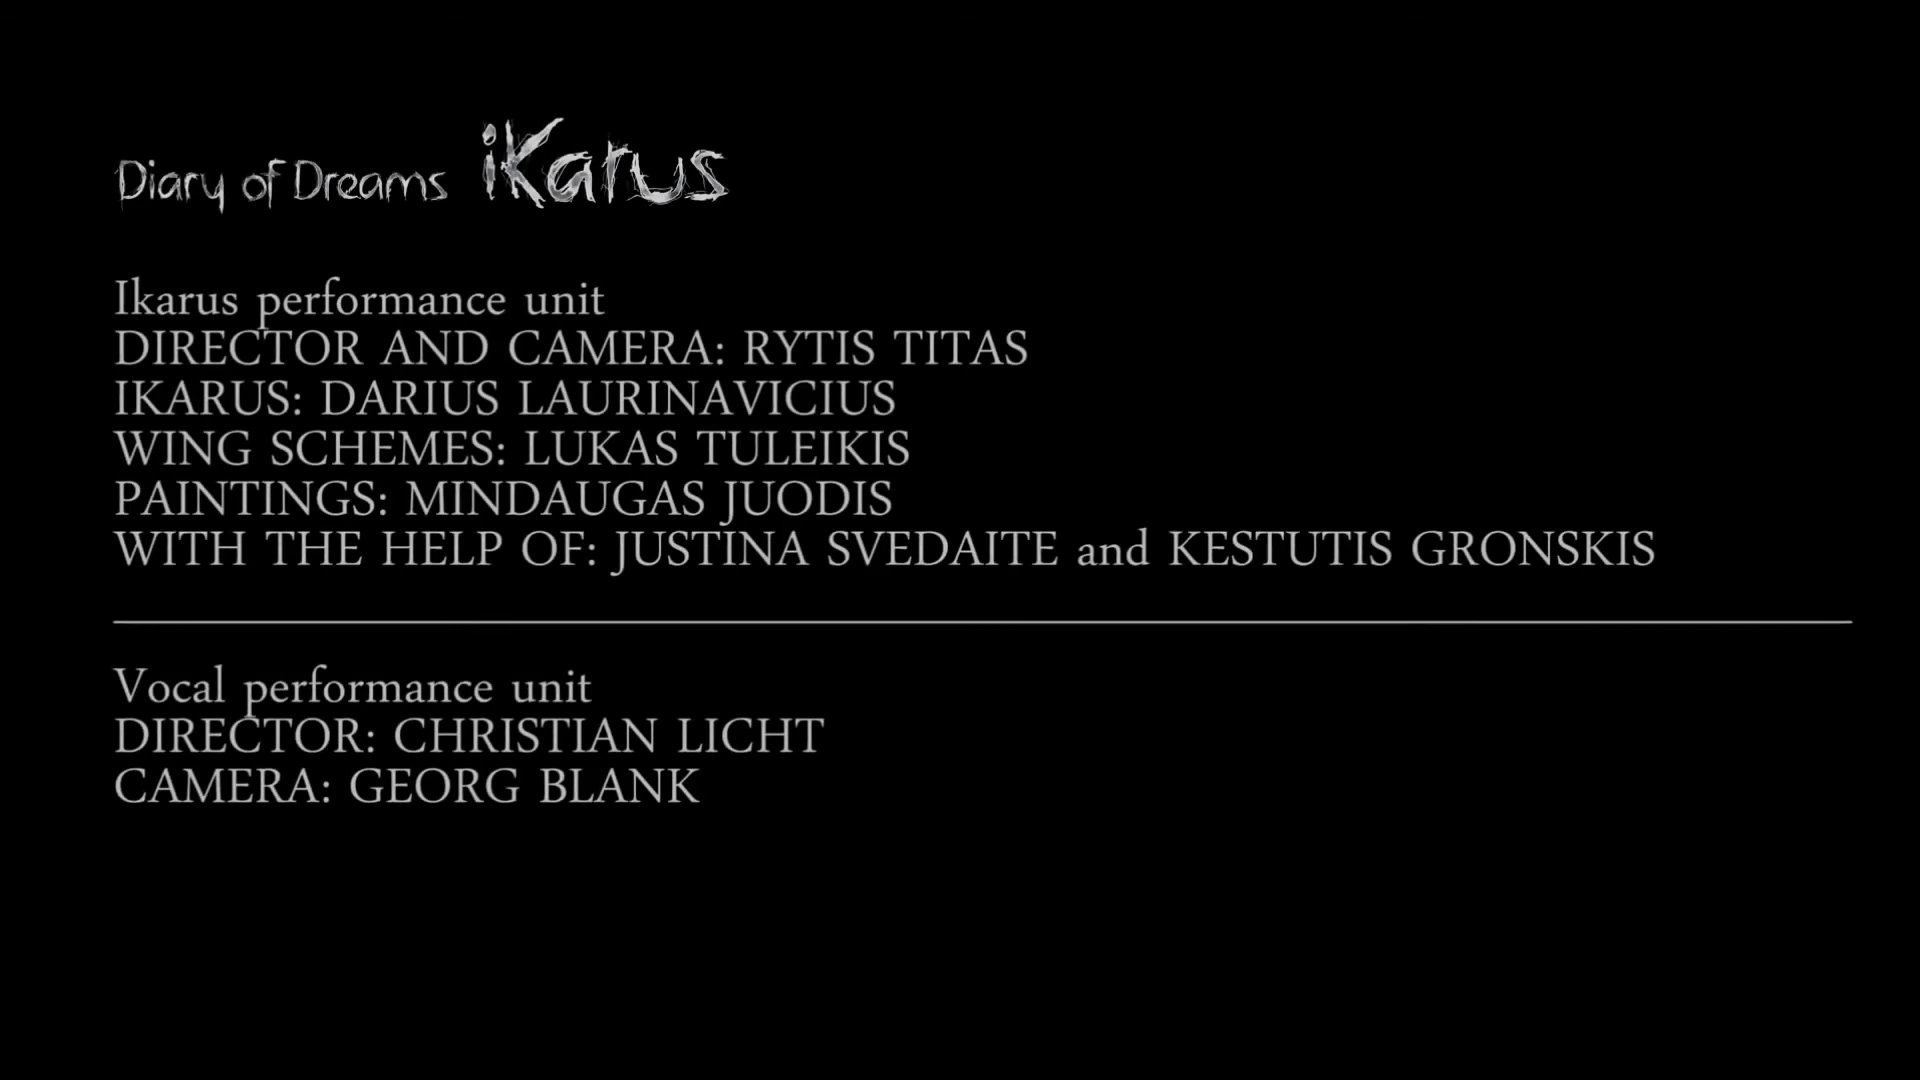 Diary of Dreams iKarus
Ikarus performance unit
DIRECTOR AND CAMERA: RYTIS TITAS
IKARUS: DARIUS LAURINAVICIUS
WING SCHEMES: LUKAS TULEIKIS
PAINTINGS: MINDAUGAS JUODIS
WITH THE HELP OF: JUSTINA SVEDAITE and KESTUTIS GRONSKIS
Vocal performance unit
DIRECTOR: CHRISTIAN LICHT
CAMERA: GEORG BLANK